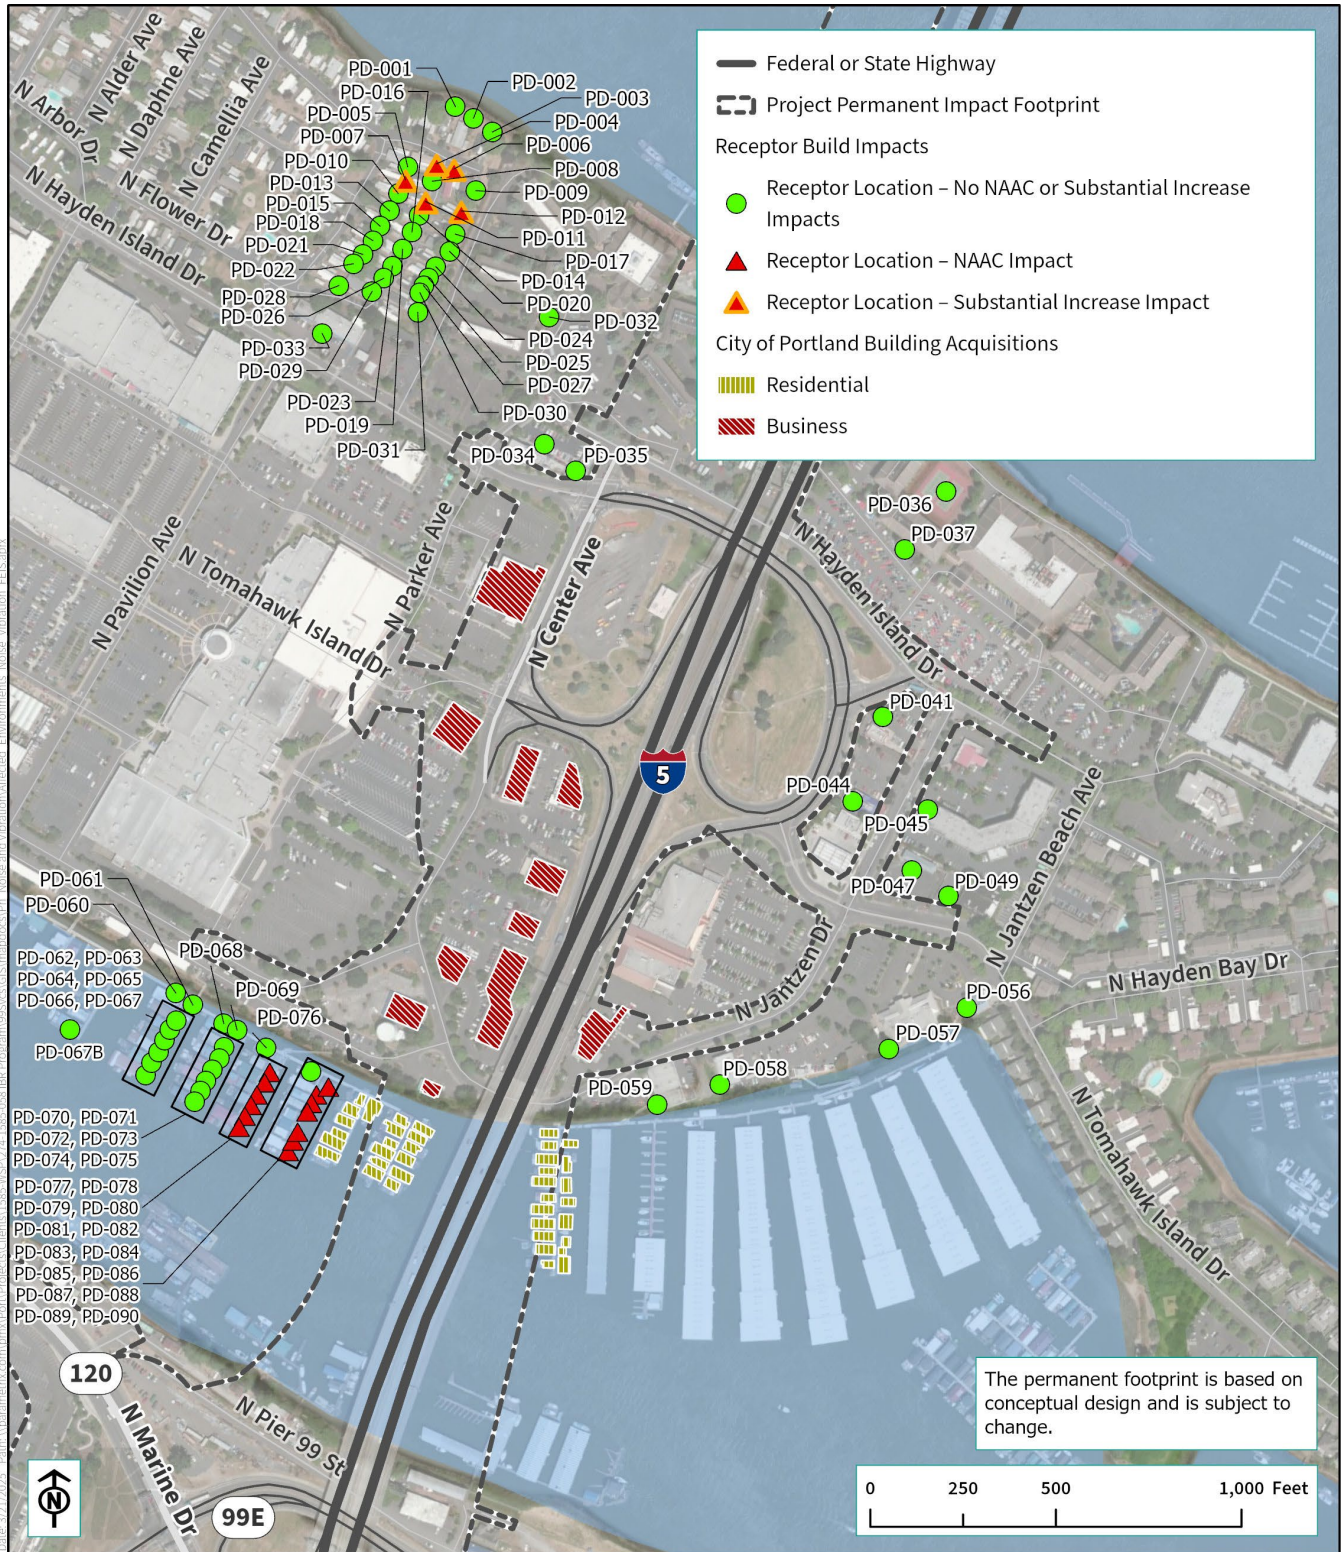 Federal or State Highway
Project Permanent Impact Footprint
Receptor Build Impacts
Receptor Location – No NAAC or Substantial Increase
Impacts
Receptor Location – NAAC Impact
Receptor Location – Substantial Increase Impact
City of Portland Building Acquisitions
Residential
Business
PD-001
PD-002
PD-016
PD-003
PD-005
PD-004
PD-007
PD-006
PD-010
PD-008
PD-013
PD-009
PD-015
PD-012
PD-018
PD-011
PD-021
PD-017
PD-022
PD-014
PD-028
PD-020
PD-026
PD-032
PD-033
PD-024
PD-029
PD-025
PD-027
PD-023
PD-030
PD-019
PD-031
PD-034
PD-035
PD-036
PD-037
PD-041
PD-044
PD-045
PD-047
PD-049
PD-056
PD-057
PD-058
PD-059
PD-061
PD-060
PD-068
PD-062, PD-063
PD-064, PD-065
PD-066, PD-067
PD-069
PD-076
PD-067B
PD-070, PD-071
PD-072, PD-073
PD-074, PD-075
PD-077, PD-078
PD-079, PD-080
PD-081, PD-082
PD-083, PD-084
PD-085, PD-086
PD-087, PD-088
PD-089, PD-090
N Alder Ave
N Daphne Ave
N Camellia Ave
N Arbor Dr
N Flower Dr
N Hayden Island Dr
N Pavilion Ave
N Tomahawk Island Dr
N Parker Ave
N Center Ave
N Hayden Island Dr
N Jantzen Beach Ave
N Jantzen Dr
N Hayden Bay Dr
N Tomahawk Island Dr
N Pier 99 St
N Marine Dr
5
120
99E
N
The permanent footprint is based on
conceptual design and is subject to
change.
0 250 500 1,000 Feet